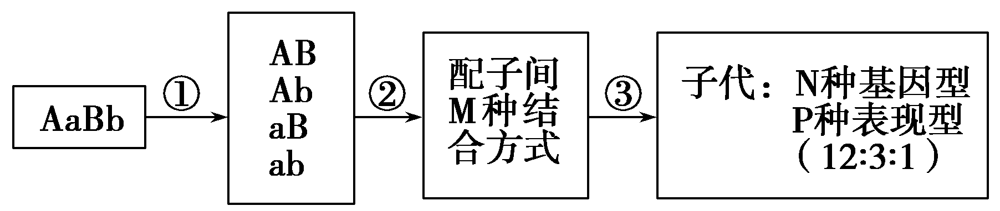 AaBb
①
AB
Ab
aB
ab
②
配子间
M种结
合方式
③
子代：N种基因型
P种表现型
（12∶3∶1）